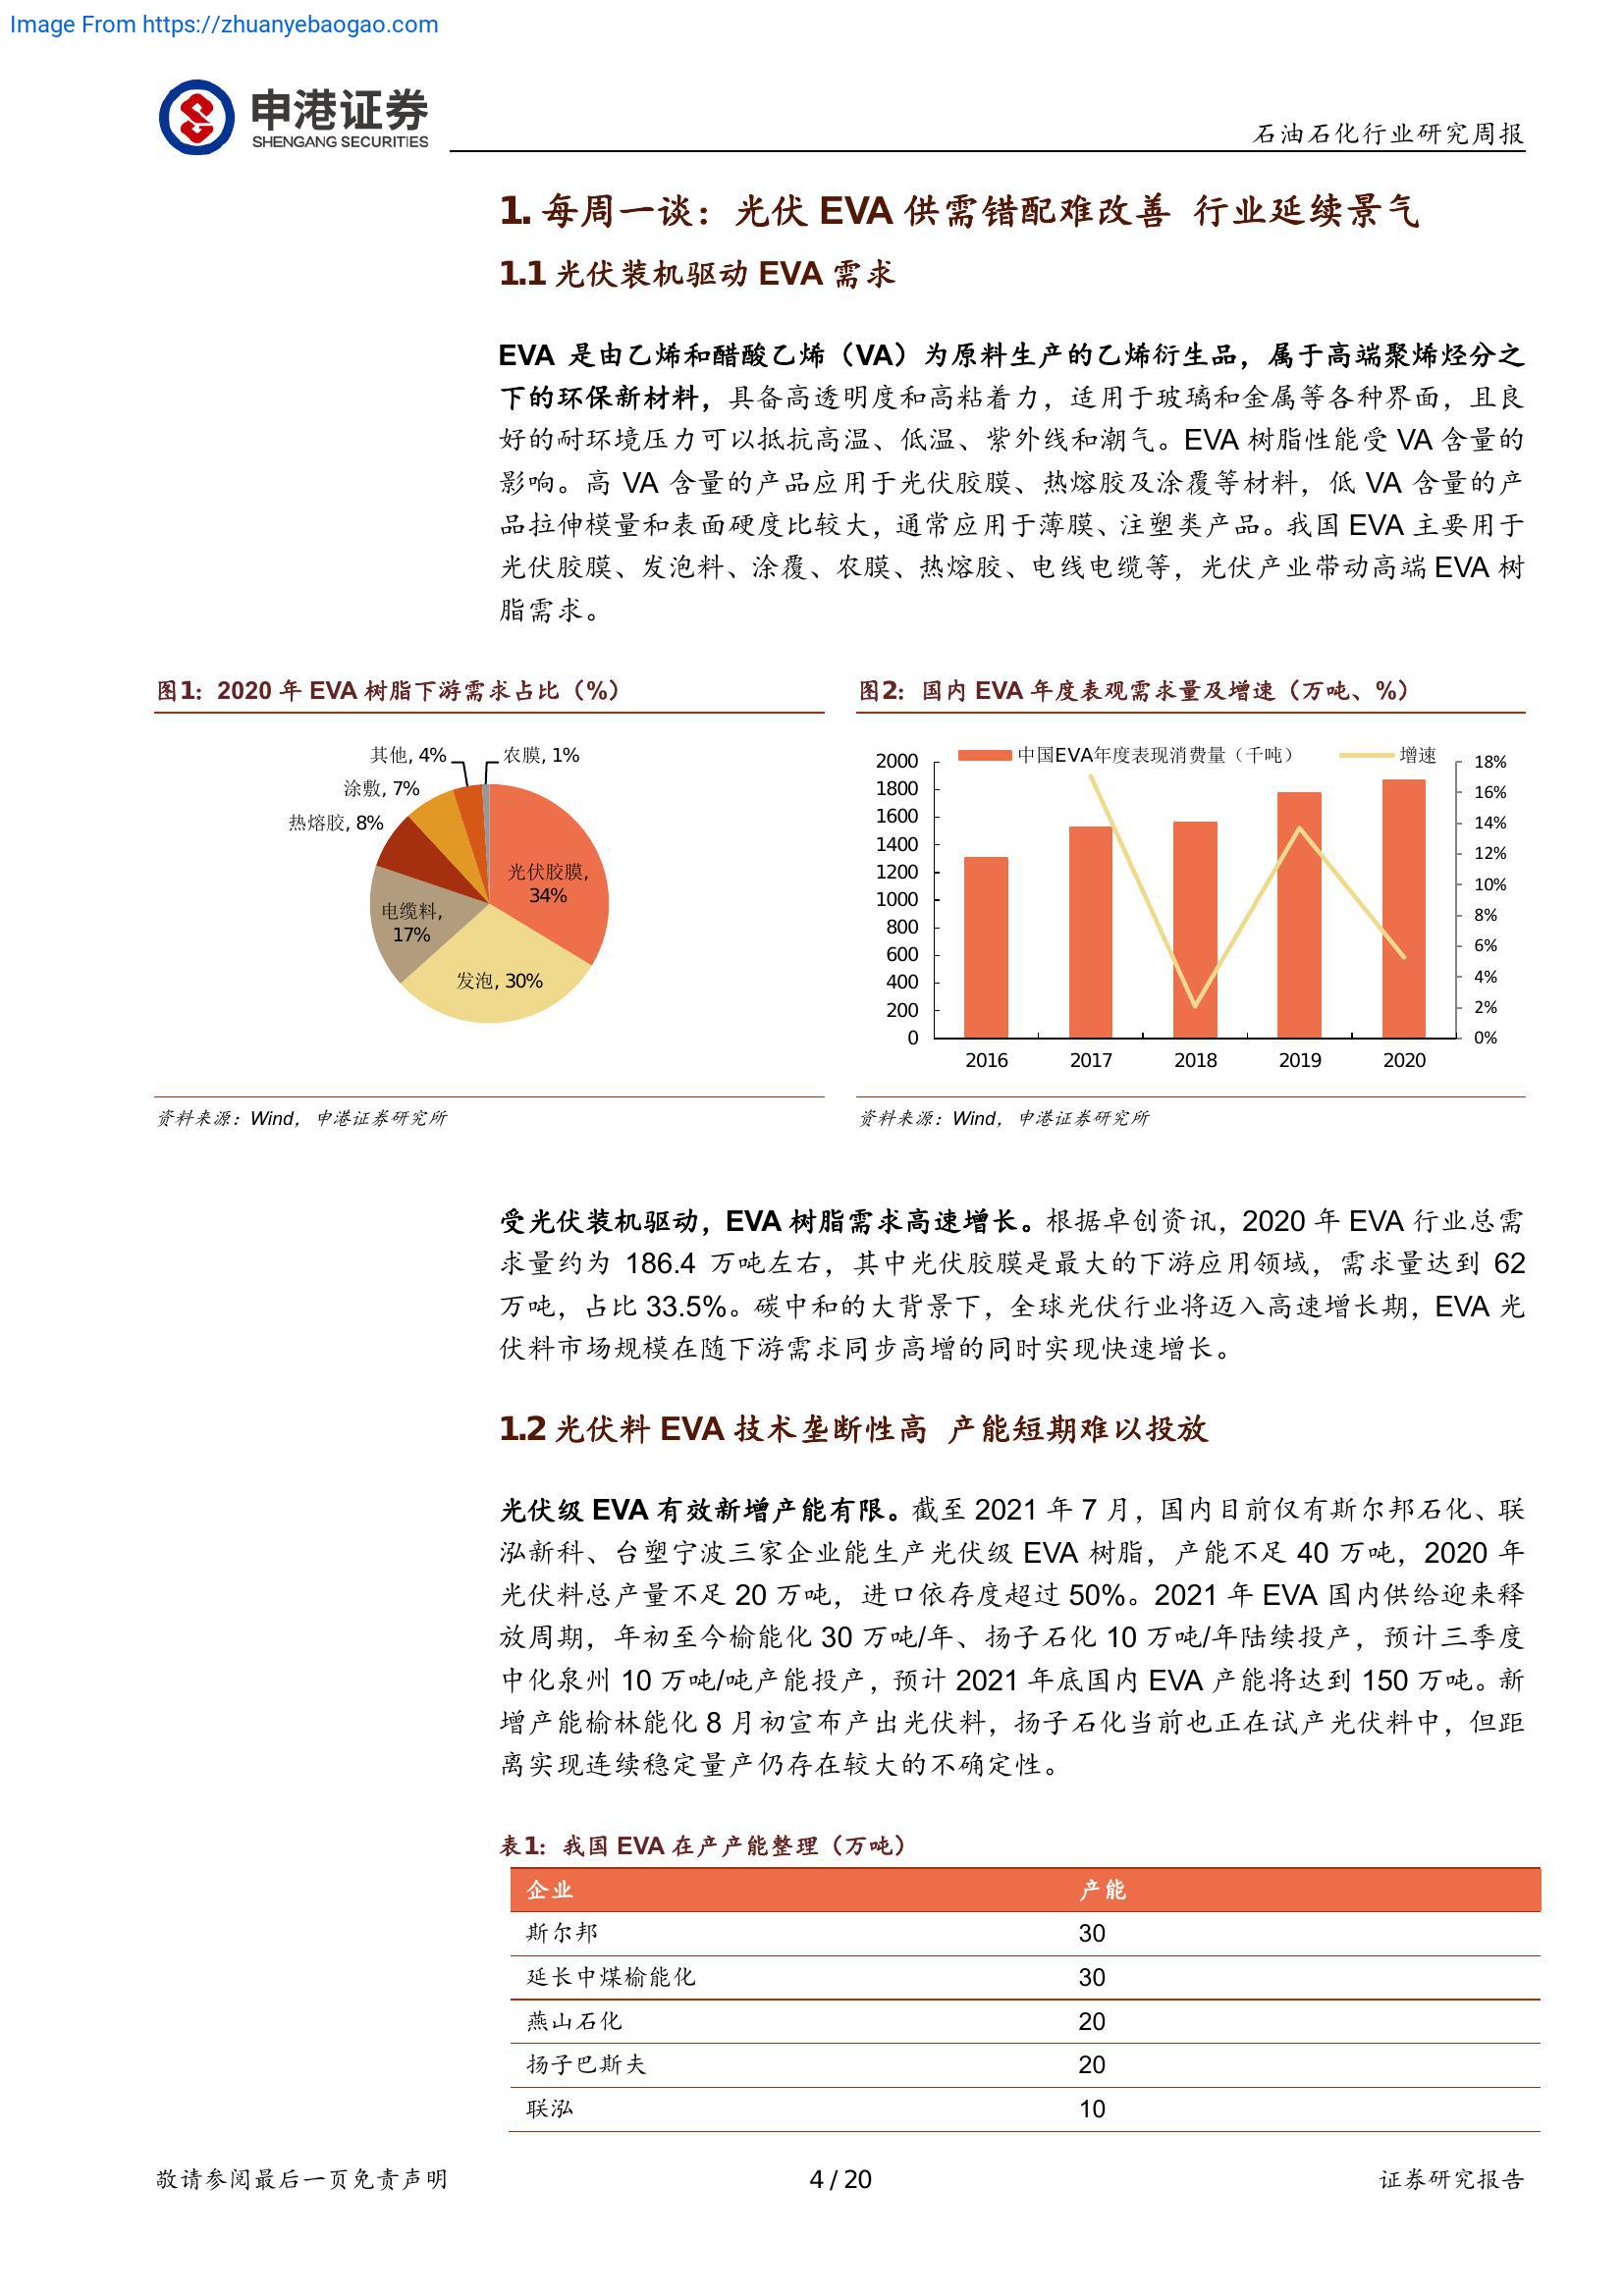 Image From https://zhuanyebaogao.com
申港证券
SHENGANG SECURITIES
石油石化行业研究周报
1. 每周一谈：光伏 EVA 供需错配难改善 行业延续景气
1.1 光伏装机驱动 EVA 需求
EVA 是由乙烯和醋酸乙烯（VA）为原料生产的乙烯衍生品，属于高端聚烯烃分之
下的环保新材料，具备高透明度和高粘着力，适用于玻璃和金属等各种界面，且良
好的耐环境压力可以抵抗高温、低温、紫外线和潮气。EVA 树脂性能受 VA 含量的
影响。高 VA 含量的产品应用于光伏胶膜、热熔胶及涂覆等材料，低 VA 含量的产
品拉伸模量和表面硬度比较大，通常应用于薄膜、注塑类产品。我国 EVA 主要用于
光伏胶膜、发泡料、涂覆、农膜、热熔胶、电线电缆等，光伏产业带动高端 EVA 树
脂需求。
图1：2020 年 EVA 树脂下游需求占比（%）
其他, 4%
农膜, 1%
涂敷, 7%
热熔胶, 8%
光伏胶膜,
34%
电缆料,
17%
发泡, 30%
资料来源：Wind，申港证券研究所
图2：国内 EVA 年度表观需求量及增速（万吨、%）
中国EVA年度表现消费量（千吨）
增速
2000
1800
1600
1400
1200
1000
800
600
400
200
0
18%
16%
14%
12%
10%
8%
6%
4%
2%
0%
2016 2017 2018 2019 2020
资料来源：Wind，申港证券研究所
受光伏装机驱动，EVA 树脂需求高速增长。根据卓创资讯，2020 年 EVA 行业总需
求量约为 186.4 万吨左右，其中光伏胶膜是最大的下游应用领域，需求量达到 62
万吨，占比 33.5%。碳中和的大背景下，全球光伏行业将迈入高速增长期，EVA 光
伏料市场规模在随下游需求同步高增的同时实现快速增长。
1.2 光伏料 EVA 技术垄断性高 产能短期难以投放
光伏级 EVA 有效新增产能有限。截至 2021 年 7 月，国内目前仅有斯尔邦石化、联
泓新科、台塑宁波三家企业能生产光伏级 EVA 树脂，产能不足 40 万吨，2020 年
光伏料总产量不足 20 万吨，进口依存度超过 50%。2021 年 EVA 国内供给迎来释
放周期，年初至今榆能化 30 万吨/年、扬子石化 10 万吨/年陆续投产，预计三季度
中化泉州 10 万吨/吨产能投产，预计 2021 年底国内 EVA 产能将达到 150 万吨。新
增产能榆林能化 8 月初宣布产出光伏料，扬子石化当前也正在试产光伏料中，但距
离实现连续稳定量产仍存在较大的不确定性。
表1：我国 EVA 在产产能整理（万吨）
企业 产能
斯尔邦 30
延长中煤榆能化 30
燕山石化 20
扬子巴斯夫 20
联泓 10
敬请参阅最后一页免责声明
4 / 20
证券研究报告